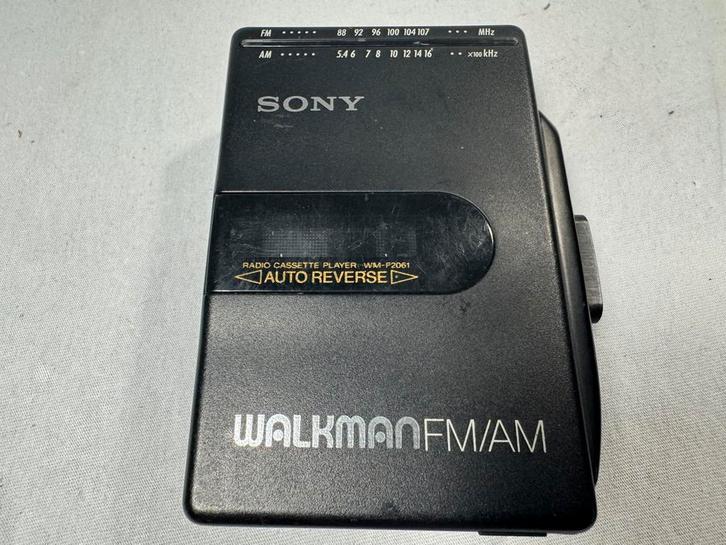 FM ..... 88 92 96 100 104 107 ... MHz
AM ..... 5.4 6 7 8 10 12 14 16 .. ×100 kHz
SONY
RADIO CASSETTE PLAYER WM-F2061
◁AUTO REVERSE▷
WALKMAN FM/AM